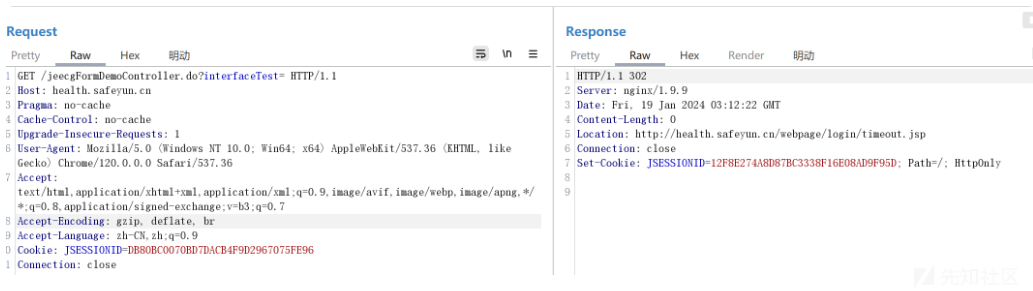 Request
Pretty Raw Hex 明动
\n
1 GET /jeecgFormDemoController.do?interfaceTest= HTTP/1.1
2 Host: health.safeyun.cn
3 Pragma: no-cache
4 Cache-Control: no-cache
5 Upgrade-Insecure-Requests: 1
6 User-Agent: Mozilla/5.0 (Windows NT 10.0; Win64; x64) AppleWebKit/537.36 (KHTML, like
Gecko) Chrome/120.0.0.0 Safari/537.36
7 Accept:
text/html,application/xhtml+xml,application/xml;q=0.9,image/avif,image/webp,image/apng,*/
*;q=0.8,application/signed-exchange;v=b3;q=0.7
8 Accept-Encoding: gzip, deflate, br
9 Accept-Language: zh-CN,zh;q=0.9
0 Cookie: JSESSIONID=DB80BC0070BD7DACB4F9D2967075FE96
1 Connection: close
Response
Pretty Raw Hex Render 明动
1 HTTP/1.1 302
2 Server: nginx/1.9.9
3 Date: Fri, 19 Jan 2024 03:12:22 GMT
4 Content-Length: 0
5 Location: http://health.safeyun.cn/webpage/login/timeout.jsp
6 Connection: close
7 Set-Cookie: JSESSIONID=12F8E274A8D87BC3338F16E08AD9F95D; Path=/; HttpOnly
8
9
先知社区